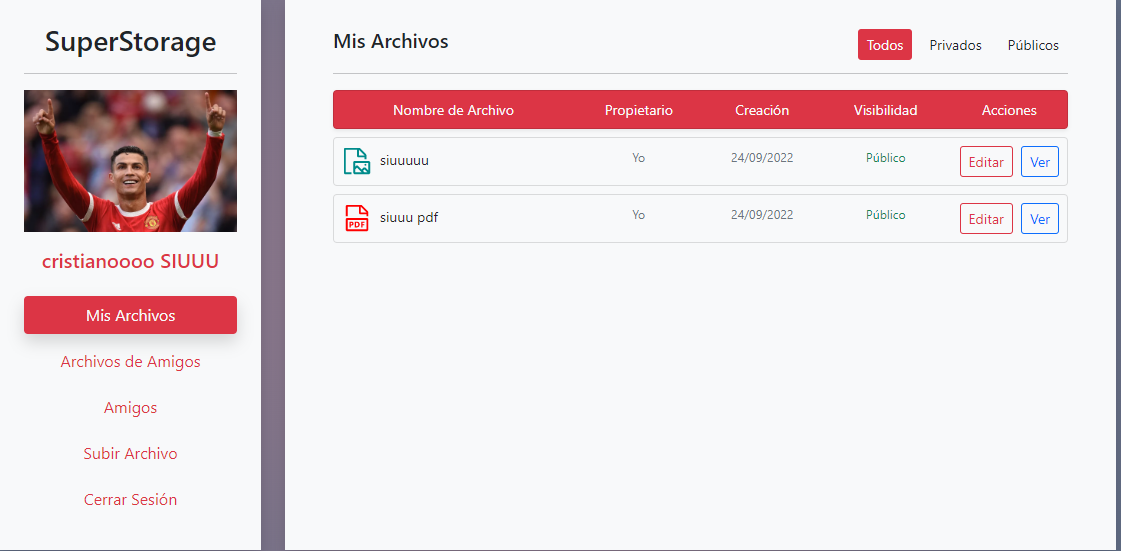 SuperStorage
cristianoooo SIUUU
Mis Archivos
Archivos de Amigos
Amigos
Subir Archivo
Cerrar Sesión
Mis Archivos
Todos Privados Públicos
Nombre de Archivo Propietario Creación Visibilidad Acciones
siuuuuu Yo 24/09/2022 Público Editar Ver
PDF siuuu pdf Yo 24/09/2022 Público Editar Ver